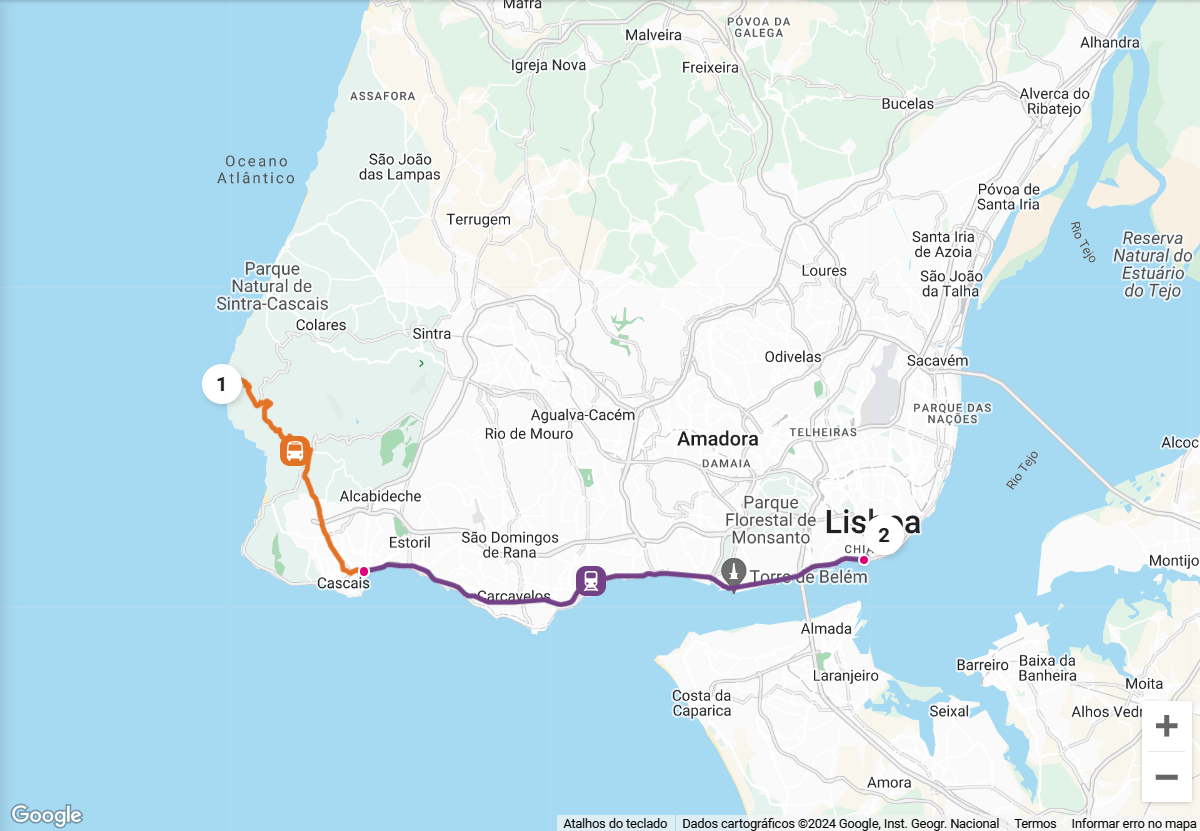 Mafra
PÓVOA DA
GALEGA
Malveira
Alhandra
Igreja Nova
Freixeira
ASSAFORA
Alverca do
Ribatejo
Bucelas
Oceano
Atlântico
São João
das Lampas
Póvoa de
Santa Iria
Terrugem
Rio Tejo
Santa Iria
de Azoia
Reserva
Natural do
Estuário
do Tejo
Parque
Natural de
Sintra-Cascais
Loures
São João
da Talha
Colares
Sintra
Odivelas
Sacavém
1
Agualva-Cacém
PARQUE DAS
NAÇÕES
Rio de Mouro
Amadora
TELHEIRAS
Alcoc
DAMAIA
Rio Tejo
Alcabideche
Parque
Florestal de
Monsanto
Lisboa
2
Estoril
São Domingos
de Rana
CHIA
Montijo
Cascais
Torre de Belém
Carcavelos
Almada
Barreiro
Baixa da
Banheira
Laranjeiro
Moita
Costa da
Caparica
Seixal
Alhos Vedr
+
Amora
−
Google
Atalhos do teclado
Dados cartográficos ©2024 Google, Inst. Geogr. Nacional
Termos
Informar erro no mapa